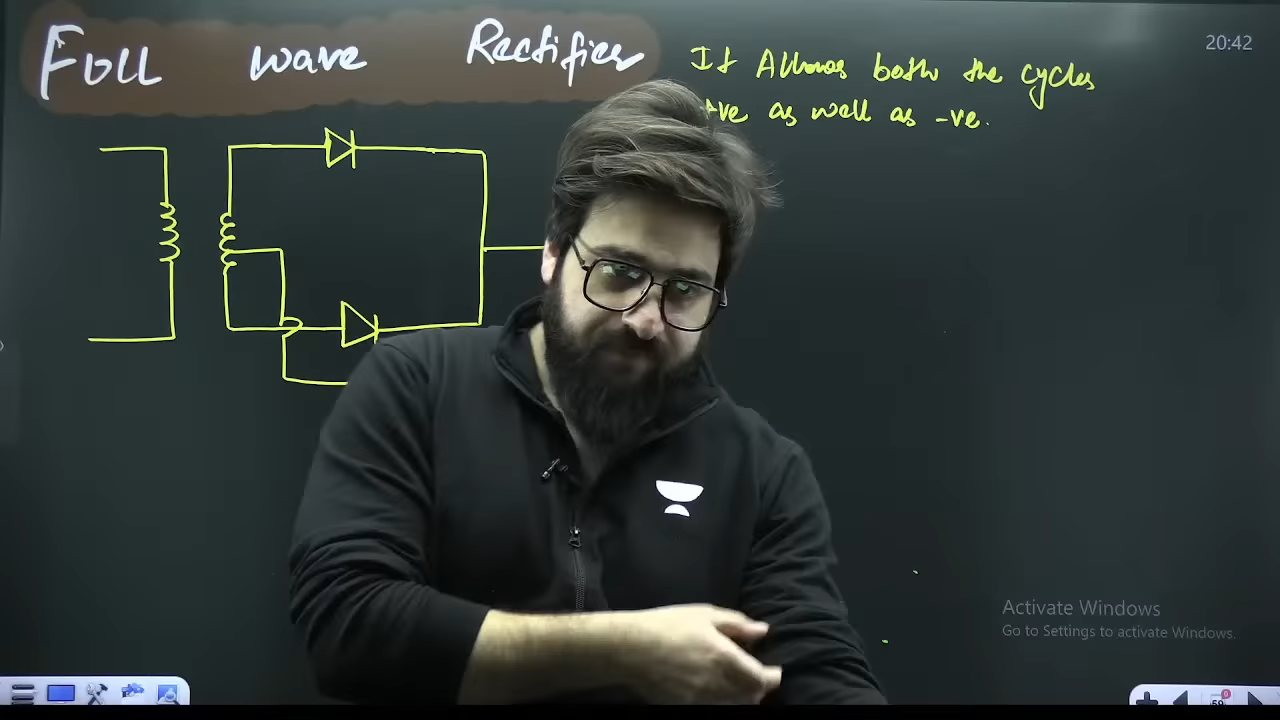 Full wave Rectifier
20:42
It Allows both the cycles
+ve as well as -ve.
Activate Windows
Go to Settings to activate Windows.
59